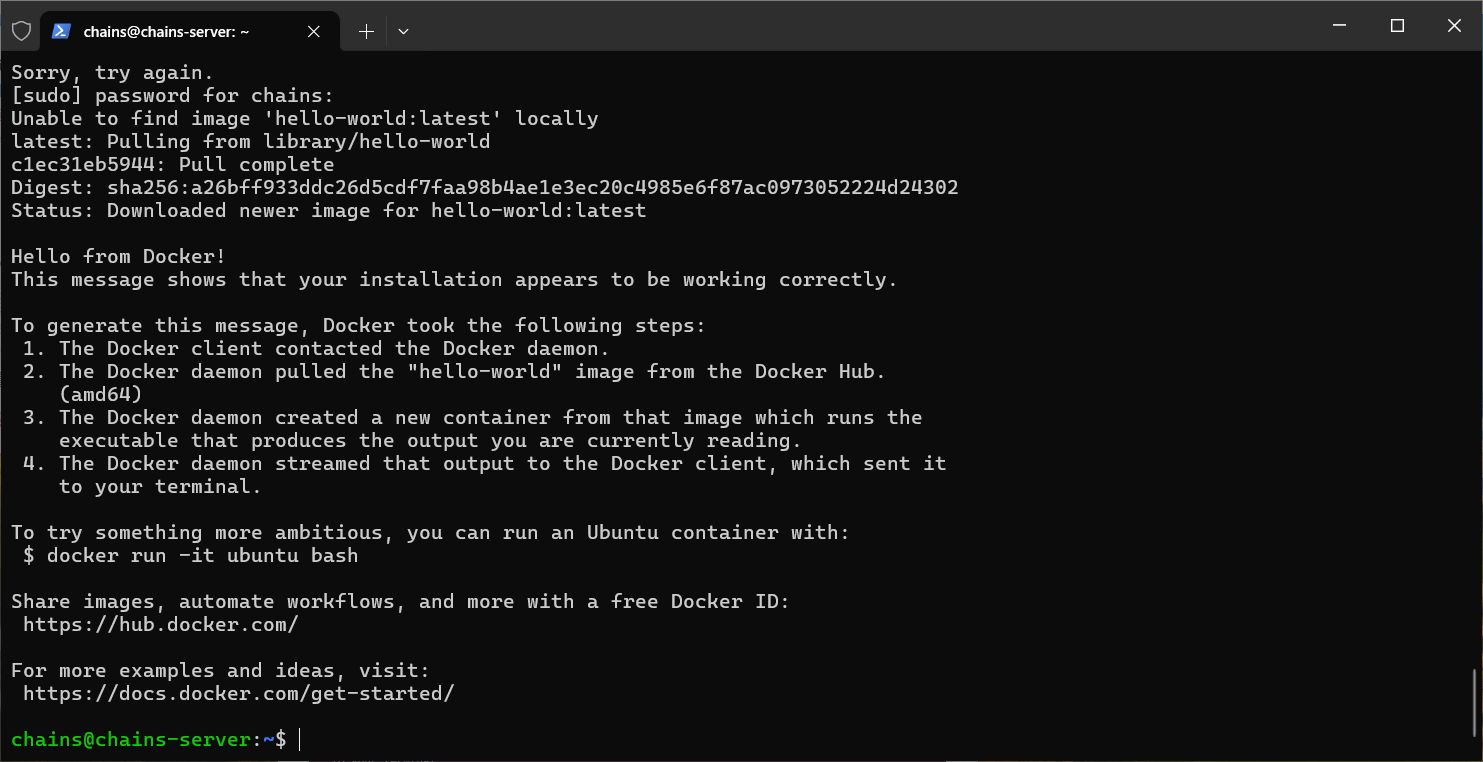 chains@chains-server: ~
Sorry, try again.
[sudo] password for chains:
Unable to find image 'hello-world:latest' locally
latest: Pulling from library/hello-world
c1ec31eb5944: Pull complete
Digest: sha256:a26bff933ddc26d5cdf7faa98b4ae1e3ec20c4985e6f87ac0973052224d24302
Status: Downloaded newer image for hello-world:latest

Hello from Docker!
This message shows that your installation appears to be working correctly.

To generate this message, Docker took the following steps:
 1. The Docker client contacted the Docker daemon.
 2. The Docker daemon pulled the "hello-world" image from the Docker Hub.
    (amd64)
 3. The Docker daemon created a new container from that image which runs the
    executable that produces the output you are currently reading.
 4. The Docker daemon streamed that output to the Docker client, which sent it
    to your terminal.

To try something more ambitious, you can run an Ubuntu container with:
 $ docker run -it ubuntu bash

Share images, automate workflows, and more with a free Docker ID:
 https://hub.docker.com/

For more examples and ideas, visit:
 https://docs.docker.com/get-started/

chains@chains-server:~$